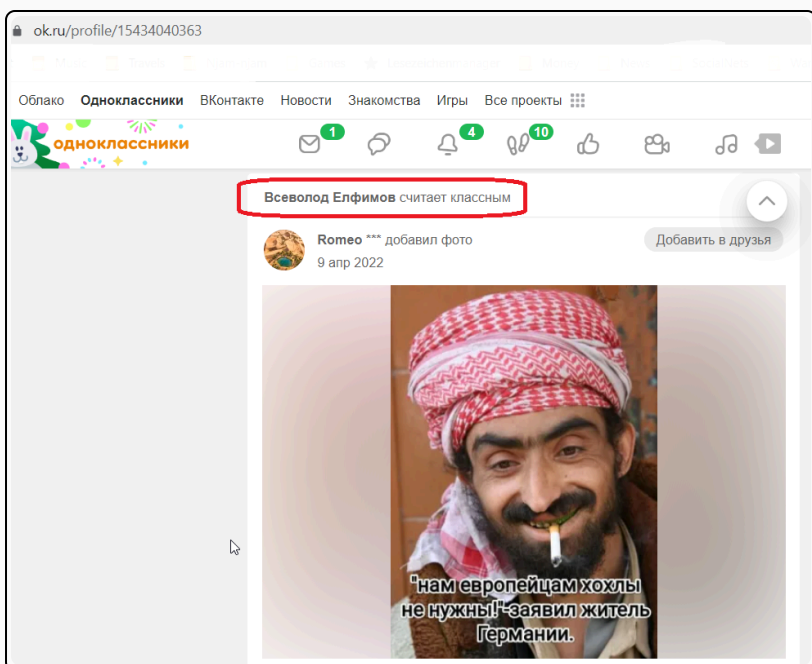 ok.ru/profile/15434040363
Облако Одноклассники ВКонтакте Новости Знакомства Игры Все проекты
одноклассники 1 4 10
Всеволод Елфимов считает классным
Romeo *** добавил фото Добавить в друзья
9 апр 2022
"нам европейцам хохлы
не нужны!"-заявил житель
Германии.